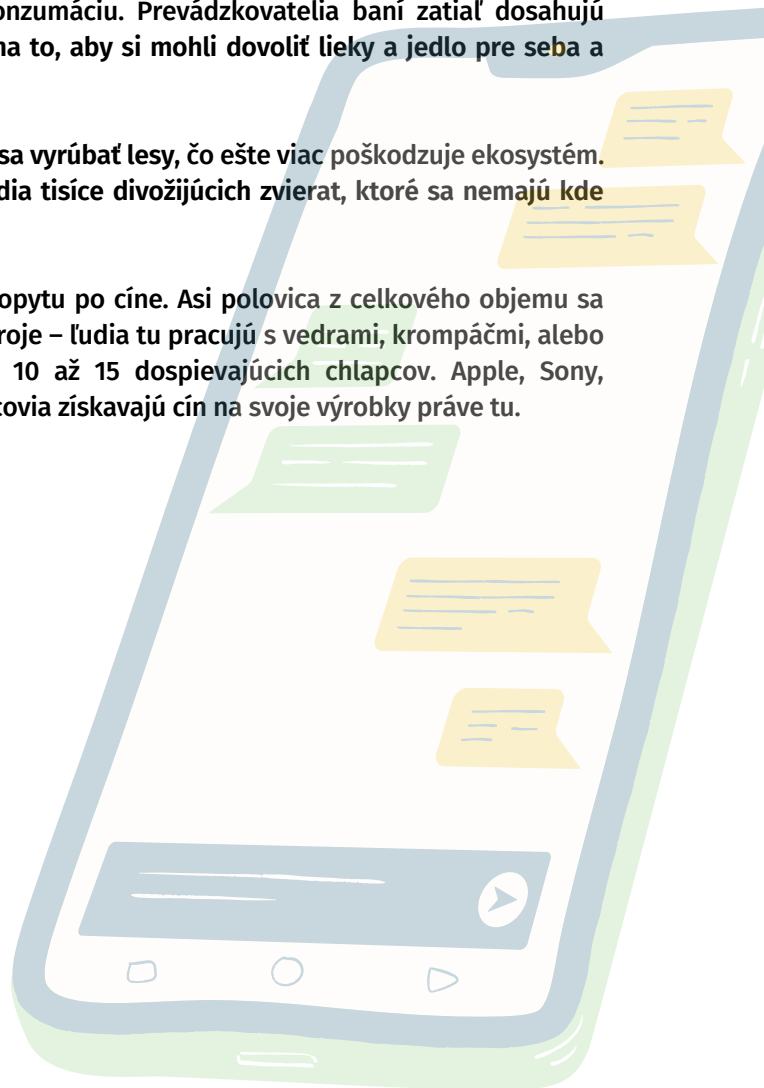 onzumáciu. Prevádzkovatelia baní zatiaľ dosahujú
na to, aby si mohli dovoliť lieky a jedlo pre seba a
sa vyrúbať lesy, čo ešte viac poškodzuje ekosystém.
dia tisíce divožijúcich zvierat, ktoré sa nemajú kde
opytu po cíne. Asi polovica z celkového objemu sa
roje – ľudia tu pracujú s vedrami, krompáčmi, alebo
10 až 15 dospievajúcich chlapcov. Apple, Sony,
tovia získavajú cín na svoje výrobky práve tu.